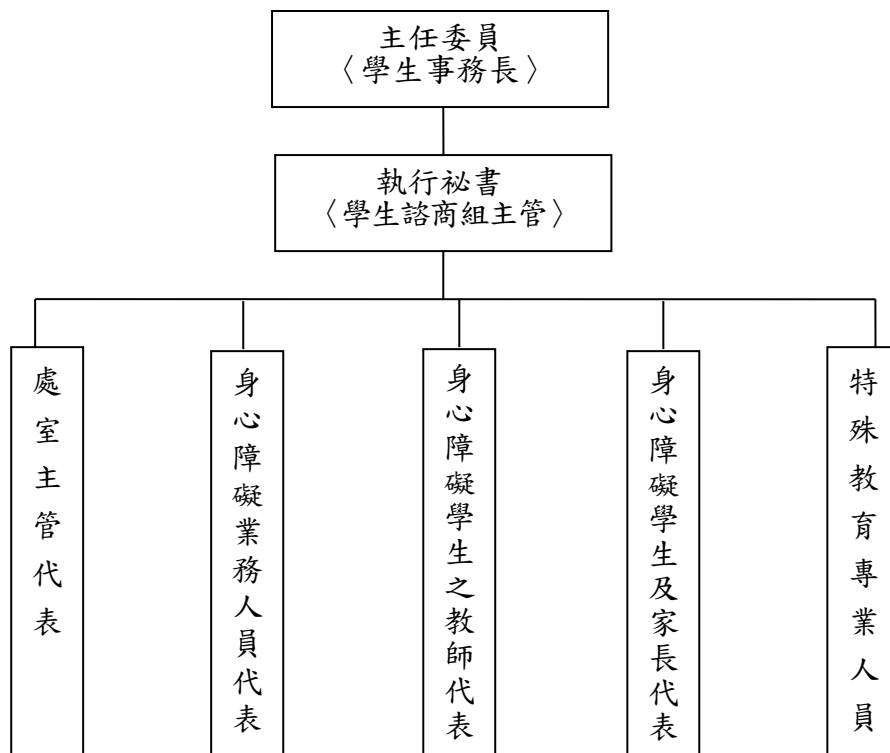 主任委員
〈學生事務長〉
執行祕書
〈學生諮商組主管〉
處室主管代表
身心障礙業務人員代表
身心障礙學生之教師代表
身心障礙學生及家長代表
特殊教育專業人員